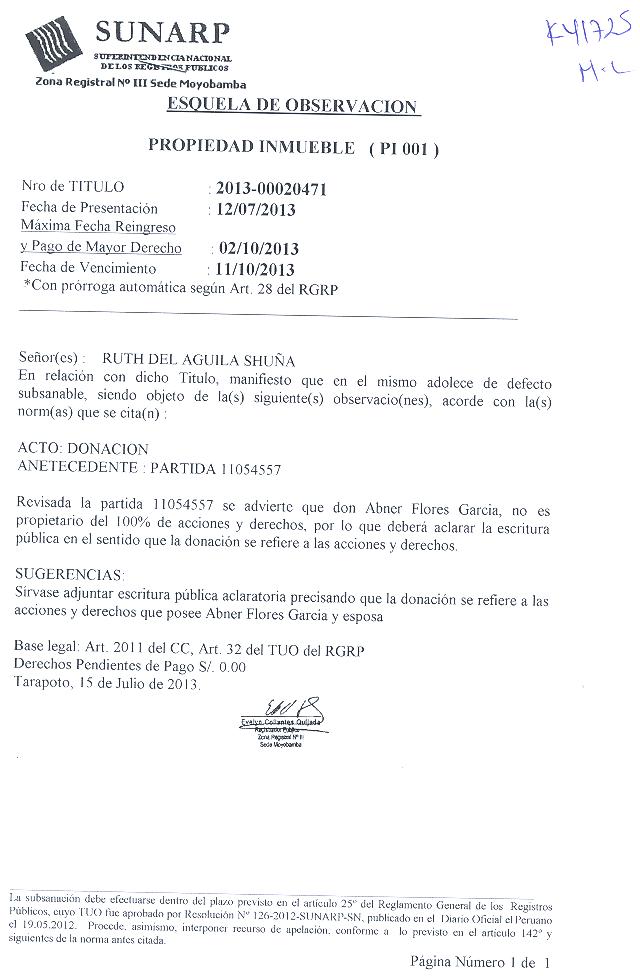 SUNARP
SUPERINTENDENCIA NACIONAL
DE LOS REGISTROS PUBLICOS
Zona Registral Nº III Sede Moyobamba
K41725
M-L
ESQUELA DE OBSERVACION
PROPIEDAD INMUEBLE ( PI 001 )
Nro de TITULO : 2013-00020471
Fecha de Presentación : 12/07/2013
Máxima Fecha Reingreso
y Pago de Mayor Derecho : 02/10/2013
Fecha de Vencimiento : 11/10/2013
*Con prórroga automática según Art. 28 del RGRP
Señor(es) : RUTH DEL AGUILA SHUÑA
En relación con dicho Titulo, manifiesto que en el mismo adolece de defecto
subsanable, siendo objeto de la(s) siguiente(s) observacio(nes), acorde con la(s)
norm(as) que se cita(n) :
ACTO: DONACION
ANETECEDENTE : PARTIDA 11054557
Revisada la partida 11054557 se advierte que don Abner Flores Garcia, no es
propietario del 100% de acciones y derechos, por lo que deberá aclarar la escritura
pública en el sentido que la donación se refiere a las acciones y derechos.
SUGERENCIAS:
Sírvase adjuntar escritura pública aclaratoria precisando que la donación se refiere a las
acciones y derechos que posee Abner Flores Garcia y esposa
Base legal: Art. 2011 del CC, Art. 32 del TUO del RGRP
Derechos Pendientes de Pago S/. 0.00
Tarapoto, 15 de Julio de 2013.
Evelyn Collantes Quijada
Registrador Público
Zona Registral Nº III
Sede Moyobamba
La subsanación debe efectuarse dentro del plazo previsto en el artículo 25º del Reglamento General de los Registros
Públicos, cuyo TUO fue aprobado por Resolución Nº 126-2012-SUNARP-SN, publicado en el Diario Oficial el Peruano
el 19.05.2012. Procede, asimismo, interponer recurso de apelación, conforme a lo previsto en el artículo 142º y
siguientes de la norma antes citada.
Página Número 1 de 1